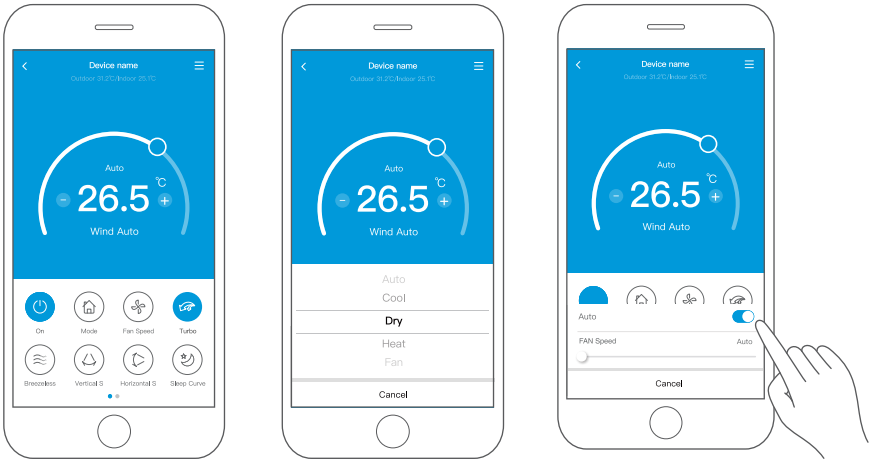 Device name
Outdoor 31.2℃/Indoor 25.1℃
Auto
26.5 ℃
Wind Auto
On Mode Fan Speed Turbo
Breezeless Vertical S Horizontal S Sleep Curve
Device name
Outdoor 31.2℃/Indoor 25.1℃
Auto
26.5 ℃
Wind Auto
Auto
Cool
Dry
Heat
Fan
Cancel
Device name
Outdoor 31.2℃/Indoor 25.1℃
Auto
26.5 ℃
Wind Auto
Auto
FAN Speed Auto
Cancel